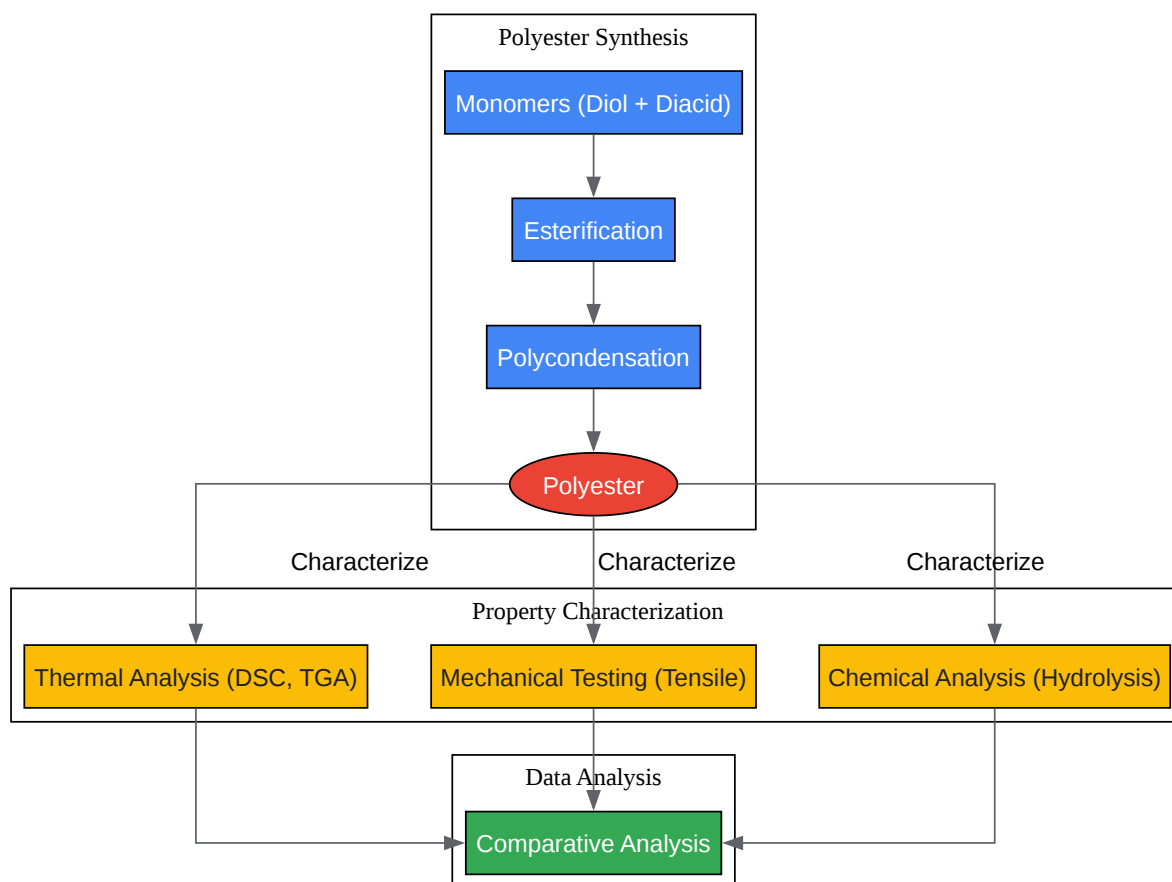 Polyester Synthesis
Monomers (Diol + Diacid)
Esterification
Polycondensation
Polyester
Characterize
Characterize
Characterize
Property Characterization
Thermal Analysis (DSC, TGA)
Mechanical Testing (Tensile)
Chemical Analysis (Hydrolysis)
Data Analysis
Comparative Analysis